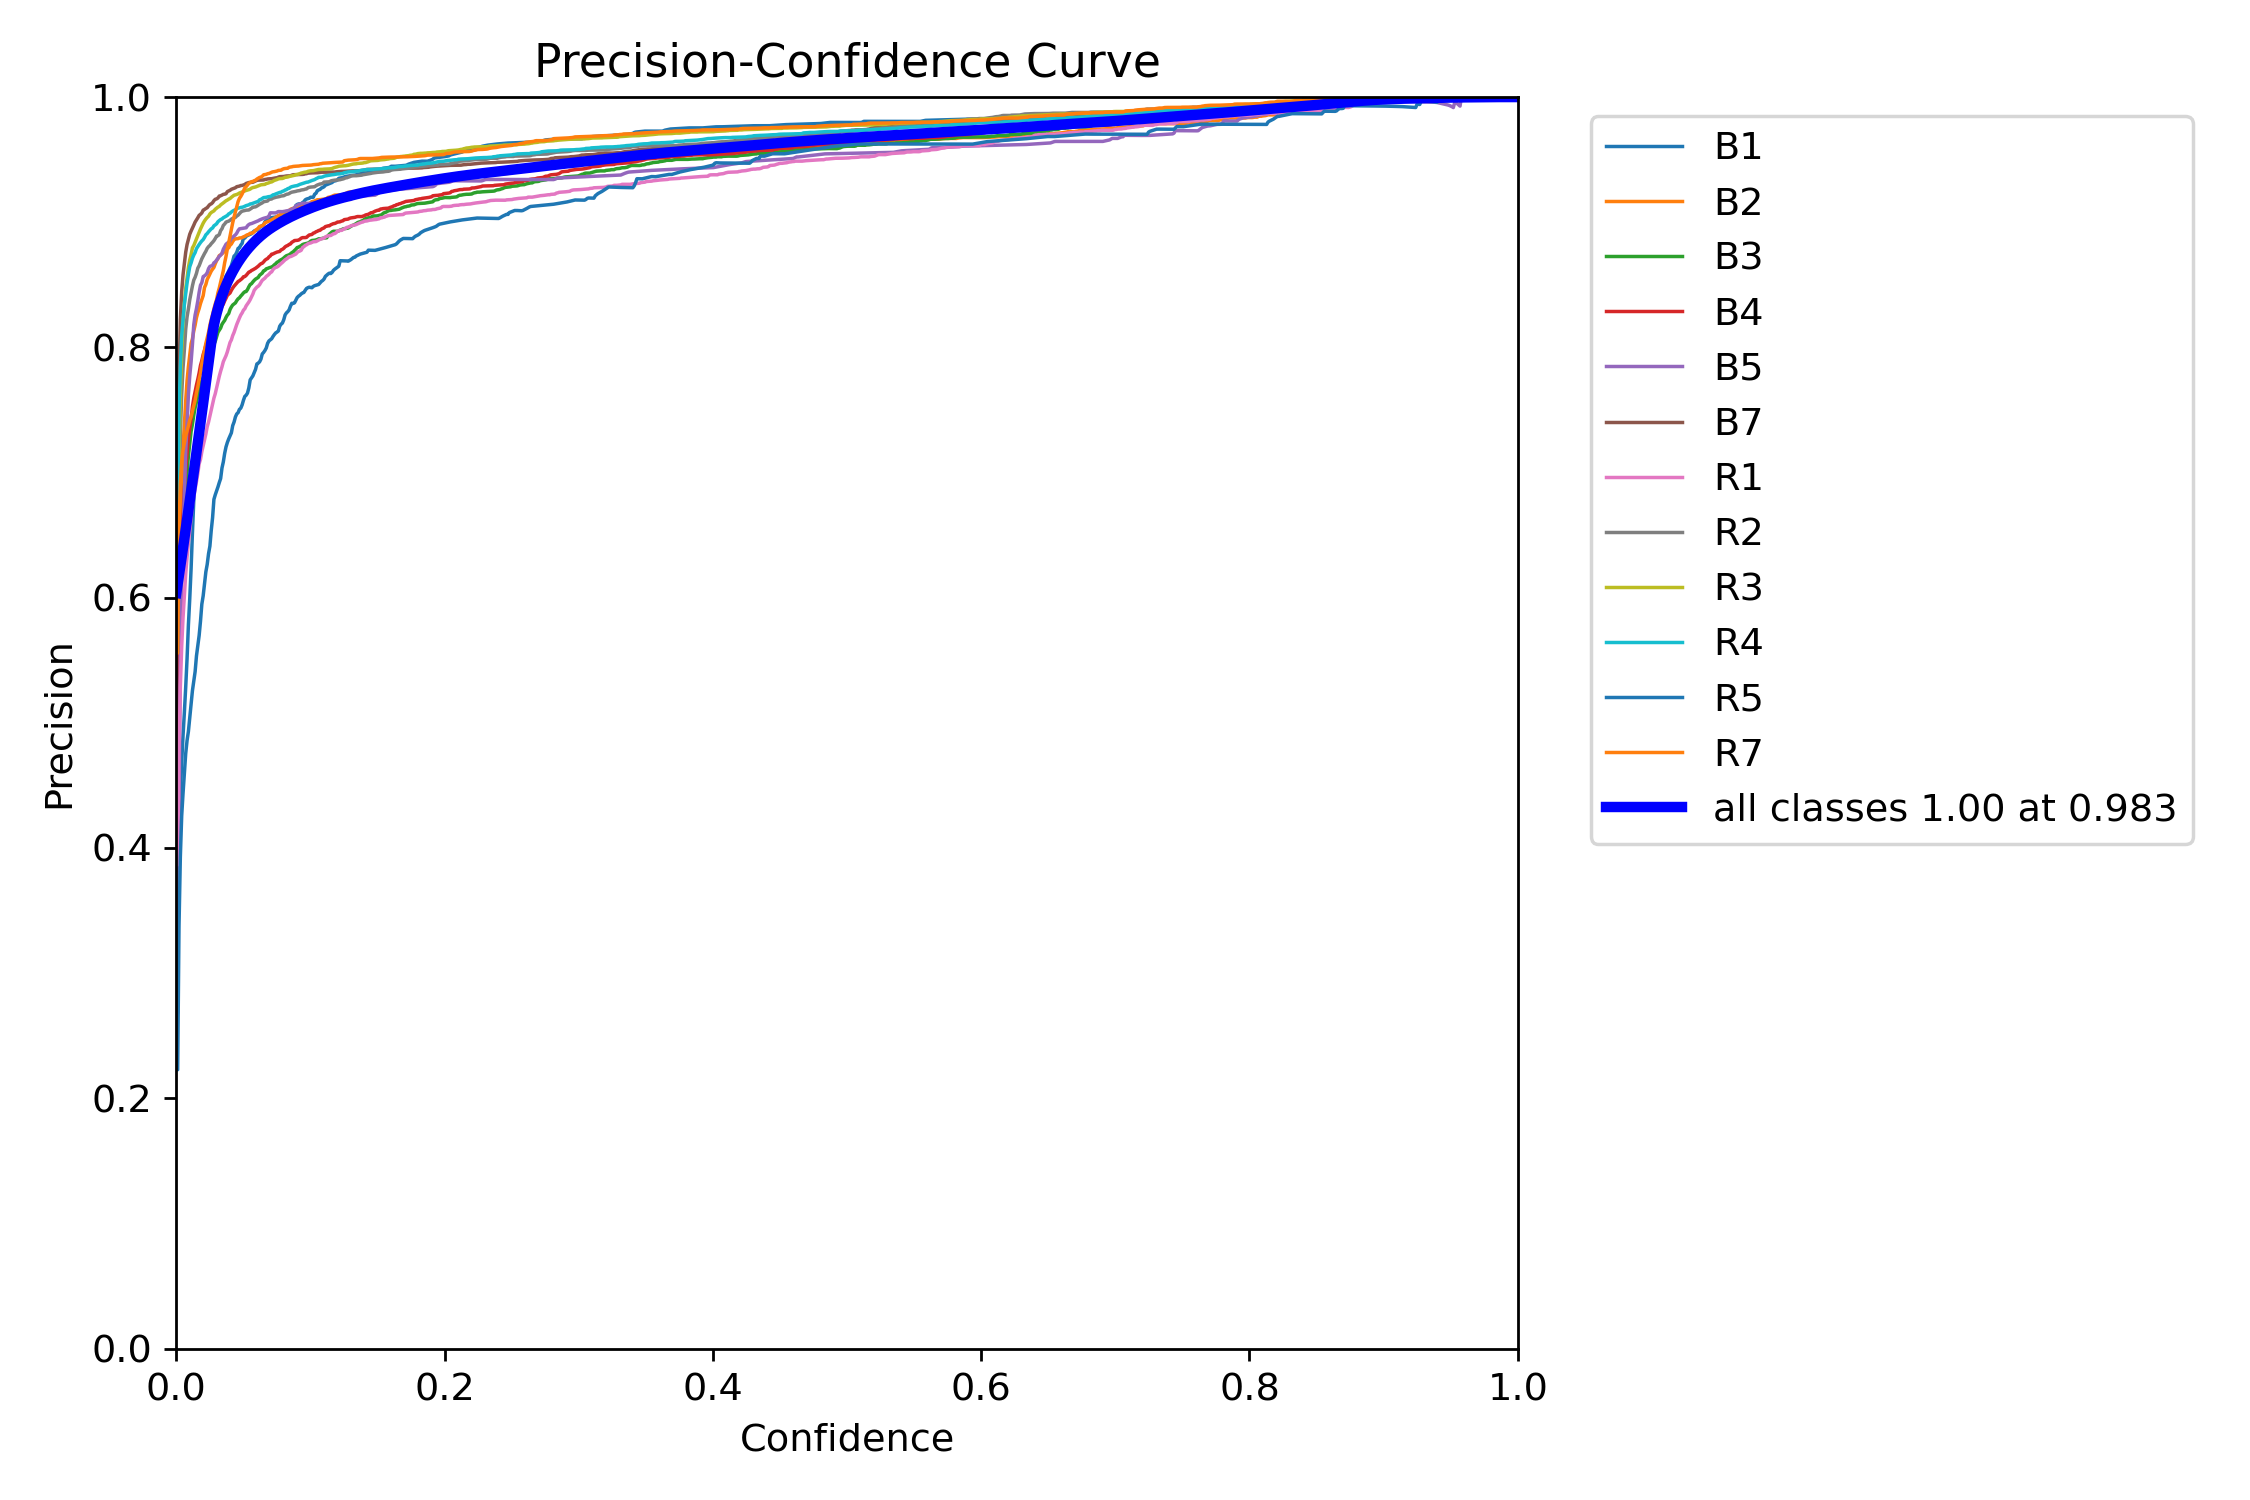 Precision-Confidence Curve
1.0
0.8
0.6
0.4
0.2
0.0
Precision
0.0 0.2 0.4 0.6 0.8 1.0
Confidence
B1
B2
B3
B4
B5
B7
R1
R2
R3
R4
R5
R7
all classes 1.00 at 0.983